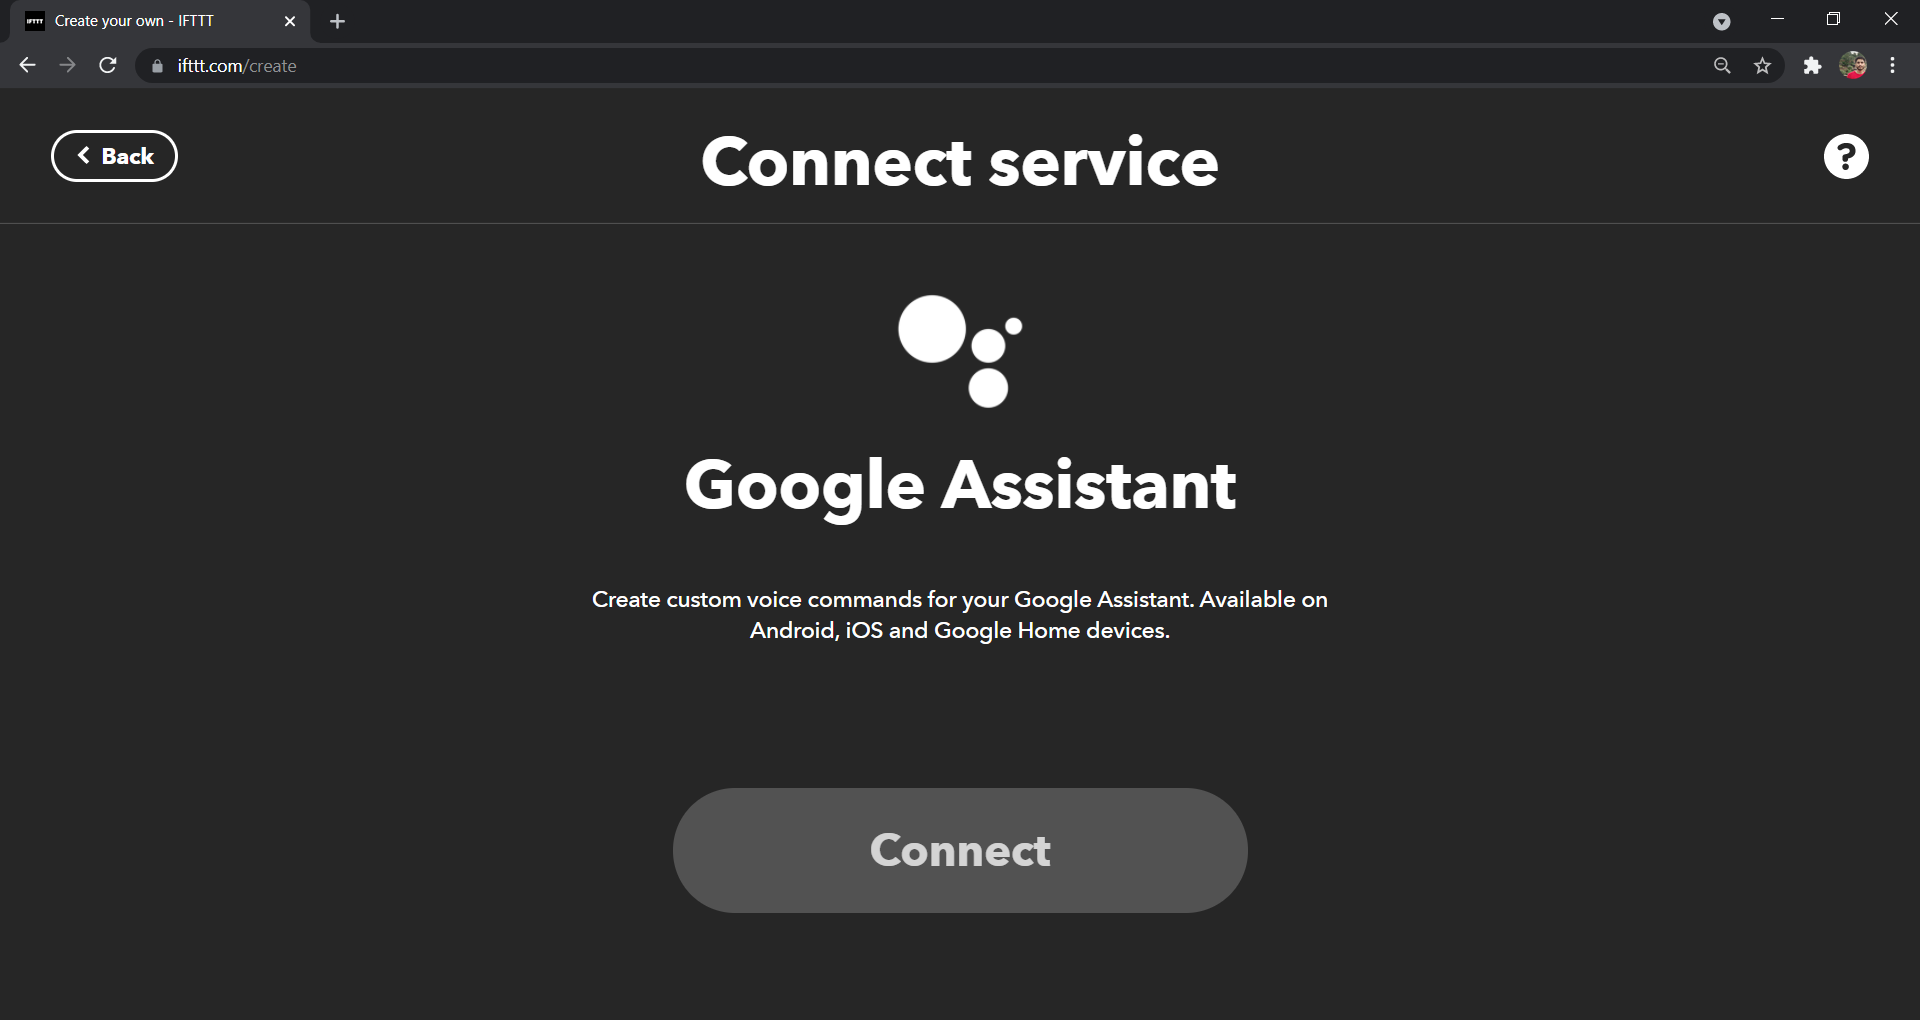 IFTTT
Create your own - IFTTT
ifttt.com/create
Back
Connect service
?
Google Assistant
Create custom voice commands for your Google Assistant. Available on
Android, iOS and Google Home devices.
Connect